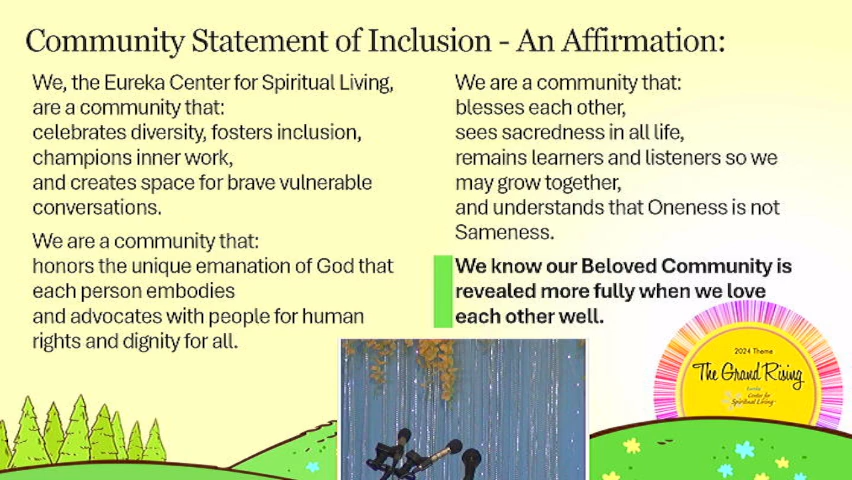 Community Statement of Inclusion - An Affirmation:
We, the Eureka Center for Spiritual Living,
are a community that:
celebrates diversity, fosters inclusion,
champions inner work,
and creates space for brave vulnerable
conversations.
We are a community that:
honors the unique emanation of God that
each person embodies
and advocates with people for human
rights and dignity for all.
We are a community that:
blesses each other,
sees sacredness in all life,
remains learners and listeners so we
may grow together,
and understands that Oneness is not
Sameness.
We know our Beloved Community is
revealed more fully when we love
each other well.
2024 Theme
The Grand Rising
Center for
Spiritual Living